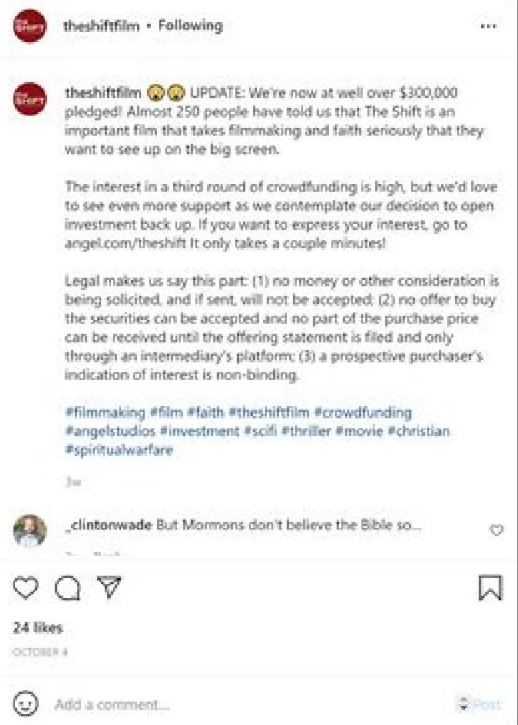 theshiftfilm • Following
theshiftfilm 😱😱 UPDATE: We're now at well over $300,000
pledged! Almost 250 people have told us that The Shift is an
important film that takes filmmaking and faith seriously that they
want to see up on the big screen.
The interest in a third round of crowdfunding is high, but we'd love
to see even more support as we contemplate our decision to open
investment back up. If you want to express your interest, go to
angel.com/theshift It only takes a couple minutes!
Legal makes us say this part: (1) no money or other consideration is
being solicited, and if sent, will not be accepted; (2) no offer to buy
the securities can be accepted and no part of the purchase price
can be received until the offering statement is filed and only
through an intermediary's platform; (3) a prospective purchaser's
indication of interest is non-binding.
#filmmaking #film #faith #theshiftfilm #crowdfunding
#angelstudios #investment #scifi #thriller #movie #christian
#spiritualwarfare
3w
_clintonwade But Mormons don't believe the Bible so...
24 likes
OCTOBER 4
Add a comment...
Post